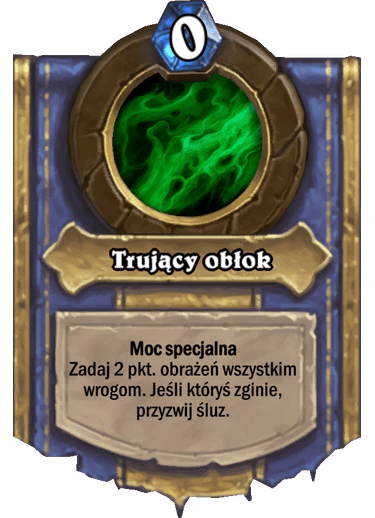 0
Trujący obłok
Moc specjalna
Zadaj 2 pkt. obrażeń wszystkim
wrogom. Jeśli któryś zginie,
przyzwij śluz.